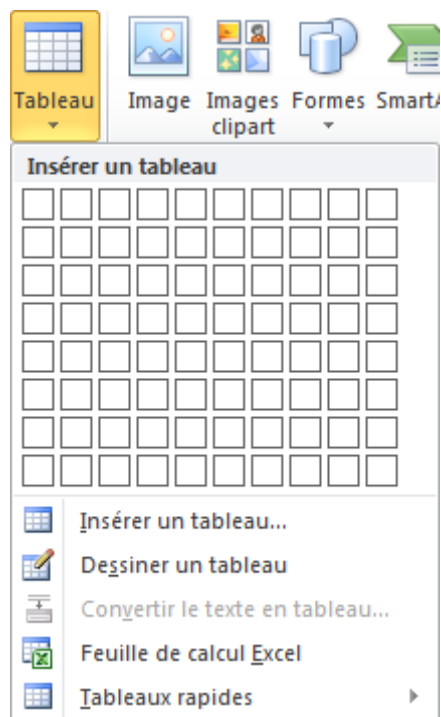 Tableau Image Images clipart Formes SmartA
Insérer un tableau
Insérer un tableau...
Dessiner un tableau
Convertir le texte en tableau...
Feuille de calcul Excel
Tableaux rapides